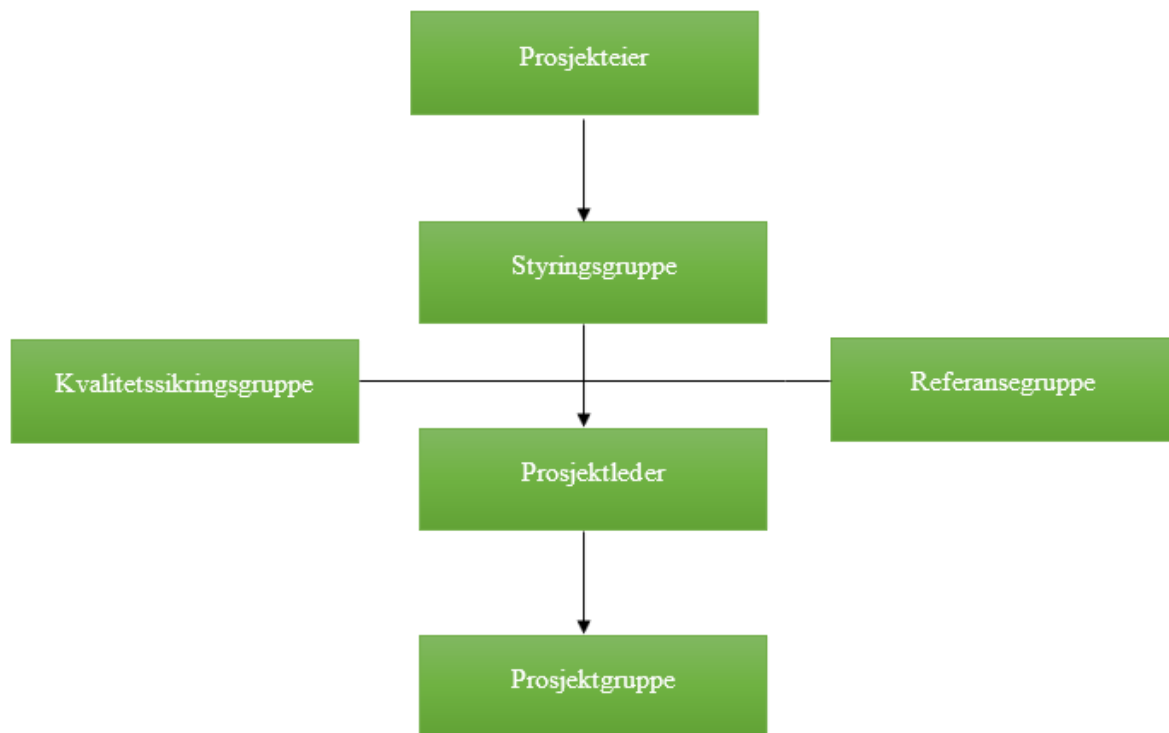 Prosjekteier
Styringsgruppe
Kvalitetssikringsgruppe
Referansegruppe
Prosjektleder
Prosjektgruppe